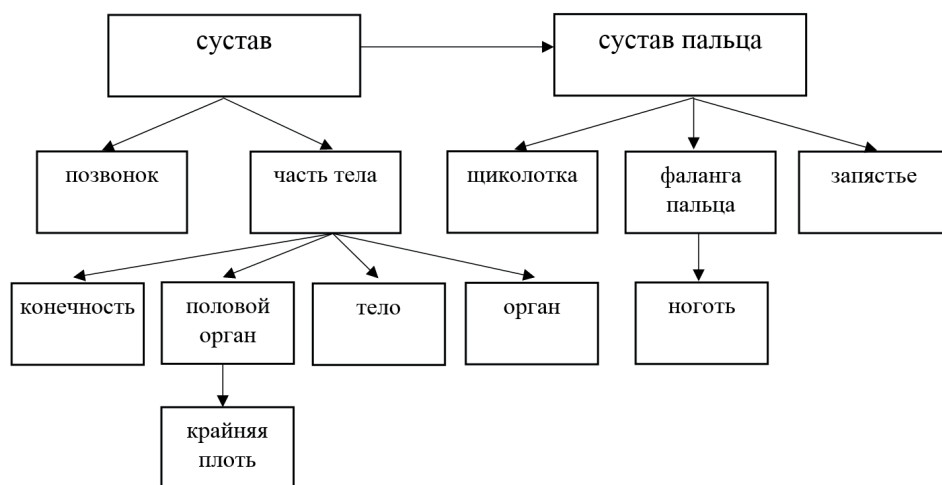 сустав
сустав пальца
позвонок
часть тела
щиколотка
фаланга
пальца
запястье
конечность
половой
орган
тело
орган
ноготь
крайняя
плоть